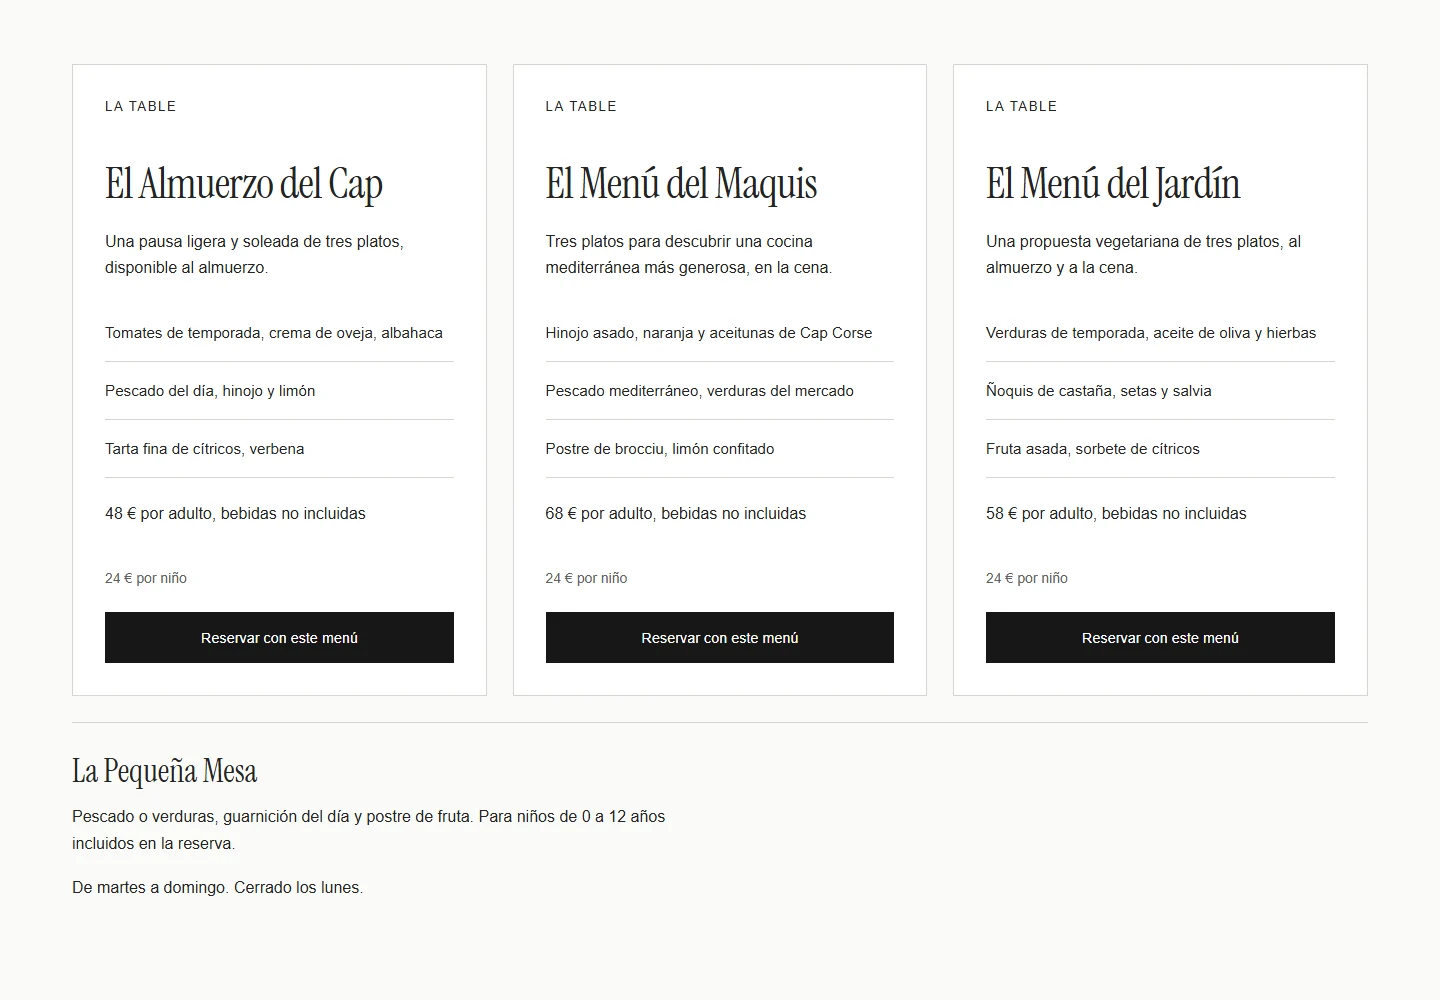 LA TABLE
El Almuerzo del Cap
Una pausa ligera y soleada de tres platos,
disponible al almuerzo.
Tomates de temporada, crema de oveja, albahaca
Pescado del día, hinojo y limón
Tarta fina de cítricos, verbena
48 € por adulto, bebidas no incluidas
24 € por niño
Reservar con este menú
LA TABLE
El Menú del Maquis
Tres platos para descubrir una cocina
mediterránea más generosa, en la cena.
Hinojo asado, naranja y aceitunas de Cap Corse
Pescado mediterráneo, verduras del mercado
Postre de brocciu, limón confitado
68 € por adulto, bebidas no incluidas
24 € por niño
Reservar con este menú
LA TABLE
El Menú del Jardín
Una propuesta vegetariana de tres platos, al
almuerzo y a la cena.
Verduras de temporada, aceite de oliva y hierbas
Ñoquis de castaña, setas y salvia
Fruta asada, sorbete de cítricos
58 € por adulto, bebidas no incluidas
24 € por niño
Reservar con este menú
La Pequeña Mesa
Pescado o verduras, guarnición del día y postre de fruta. Para niños de 0 a 12 años
incluidos en la reserva.
De martes a domingo. Cerrado los lunes.